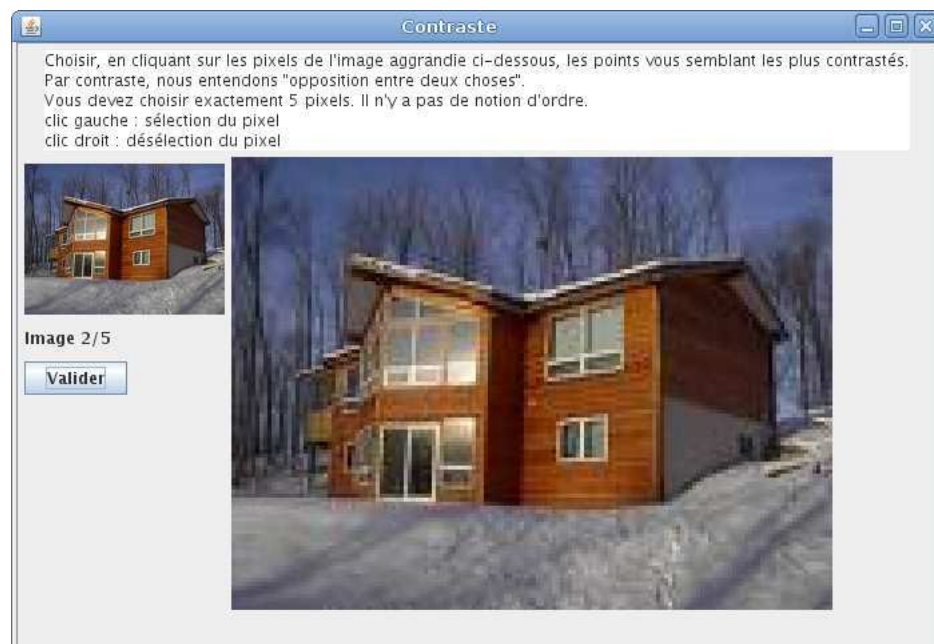 Contraste
Choisir, en cliquant sur les pixels de l'image aggrandie ci-dessous, les points vous semblant les plus contrastés.
Par contraste, nous entendons "opposition entre deux choses".
Vous devez choisir exactement 5 pixels. Il n'y a pas de notion d'ordre.
clic gauche : sélection du pixel
clic droit : désélection du pixel
Image 2/5
Valider